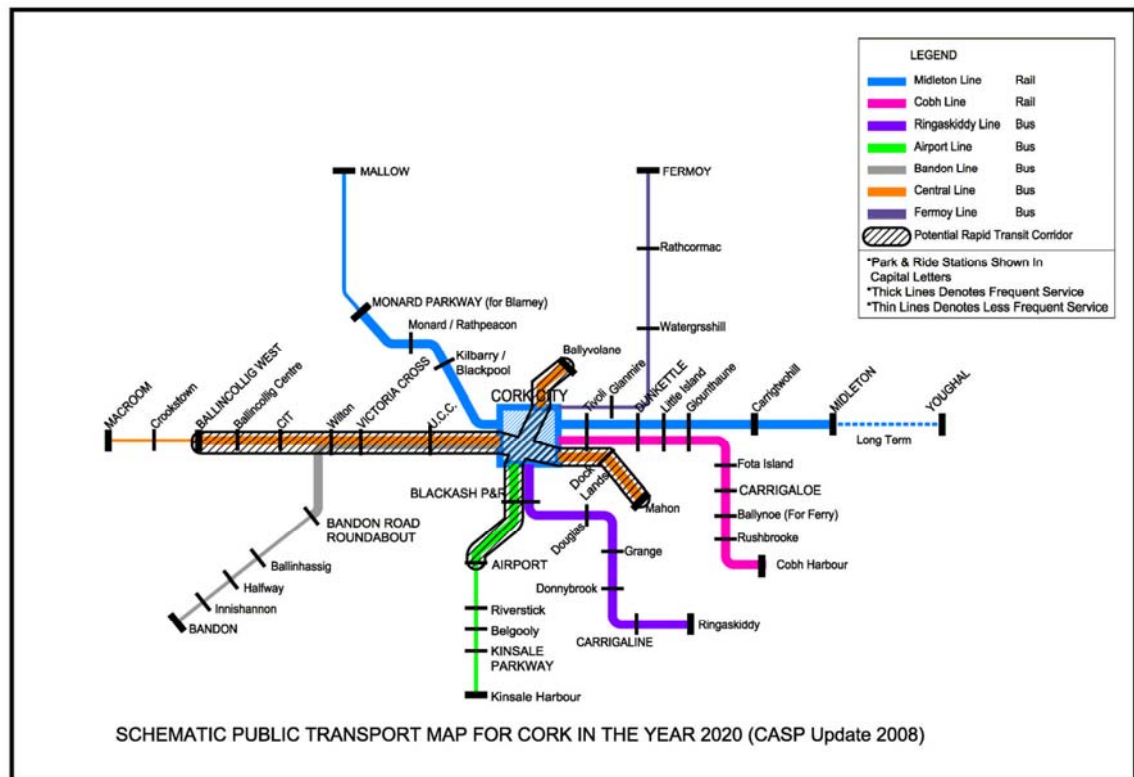 LEGEND
Midleton Line Rail
Cobh Line Rail
Ringaskiddy Line Bus
Airport Line Bus
Bandon Line Bus
Central Line Bus
Fermoy Line Bus
Potential Rapid Transit Corridor
*Park & Ride Stations Shown In
Capital Letters
*Thick Lines Denotes Frequent Service
*Thin Lines Denotes Less Frequent Service
MALLOW
FERMOY
Rathcormac
MONARD PARKWAY (for Blarney)
Monard / Rathpeacon
Watergrsshill
Kilbarry /
Blackpool
Ballyvolane
CORK CITY
MACROOM
Crookstown
BALLINCOLLIG WEST
Ballincollig Centre
CIT
Wilton
VICTORIA CROSS
U.C.C.
Tivoli
Glanmire
DUNKETTLE
Little Island
Glounthaune
Carrigtwohill
MIDLETON
Long Term
YOUGHAL
Fota Island
CARRIGALOE
Ballynoe (For Ferry)
Rushbrooke
Cobh Harbour
Dock
Lands
Mahon
BLACKASH P&R
Douglas
Grange
Donnybrook
CARRIGALINE
Ringaskiddy
BANDON ROAD
ROUNDABOUT
Ballinhassig
Halfway
Innishannon
BANDON
AIRPORT
Riverstick
Belgooly
KINSALE
PARKWAY
Kinsale Harbour
SCHEMATIC PUBLIC TRANSPORT MAP FOR CORK IN THE YEAR 2020 (CASP Update 2008)